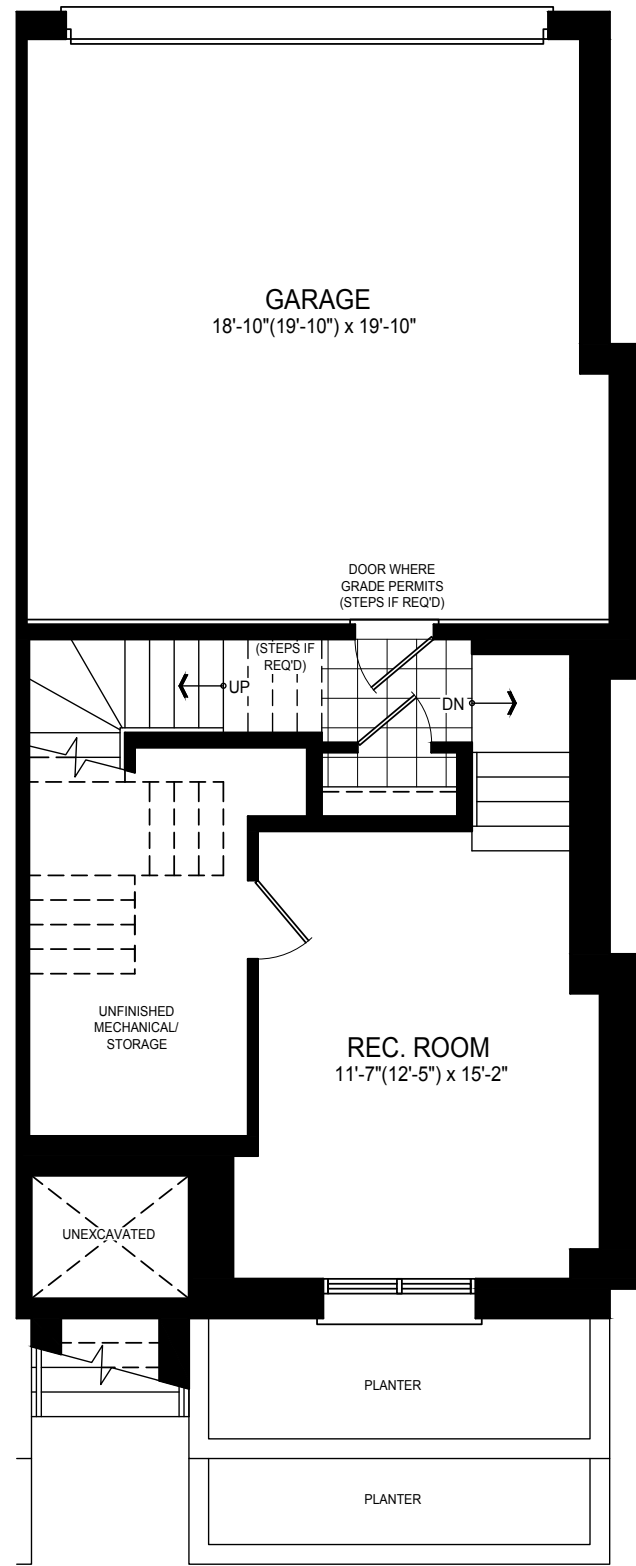 GARAGE
18'-10"(19'-10") x 19'-10"
DOOR WHERE
GRADE PERMITS
(STEPS IF REQ'D)
(STEPS IF
REQ'D)
UP
DN
UNFINISHED
MECHANICAL/
STORAGE
REC. ROOM
11'-7"(12'-5") x 15'-2"
UNEXCAVATED
PLANTER
PLANTER